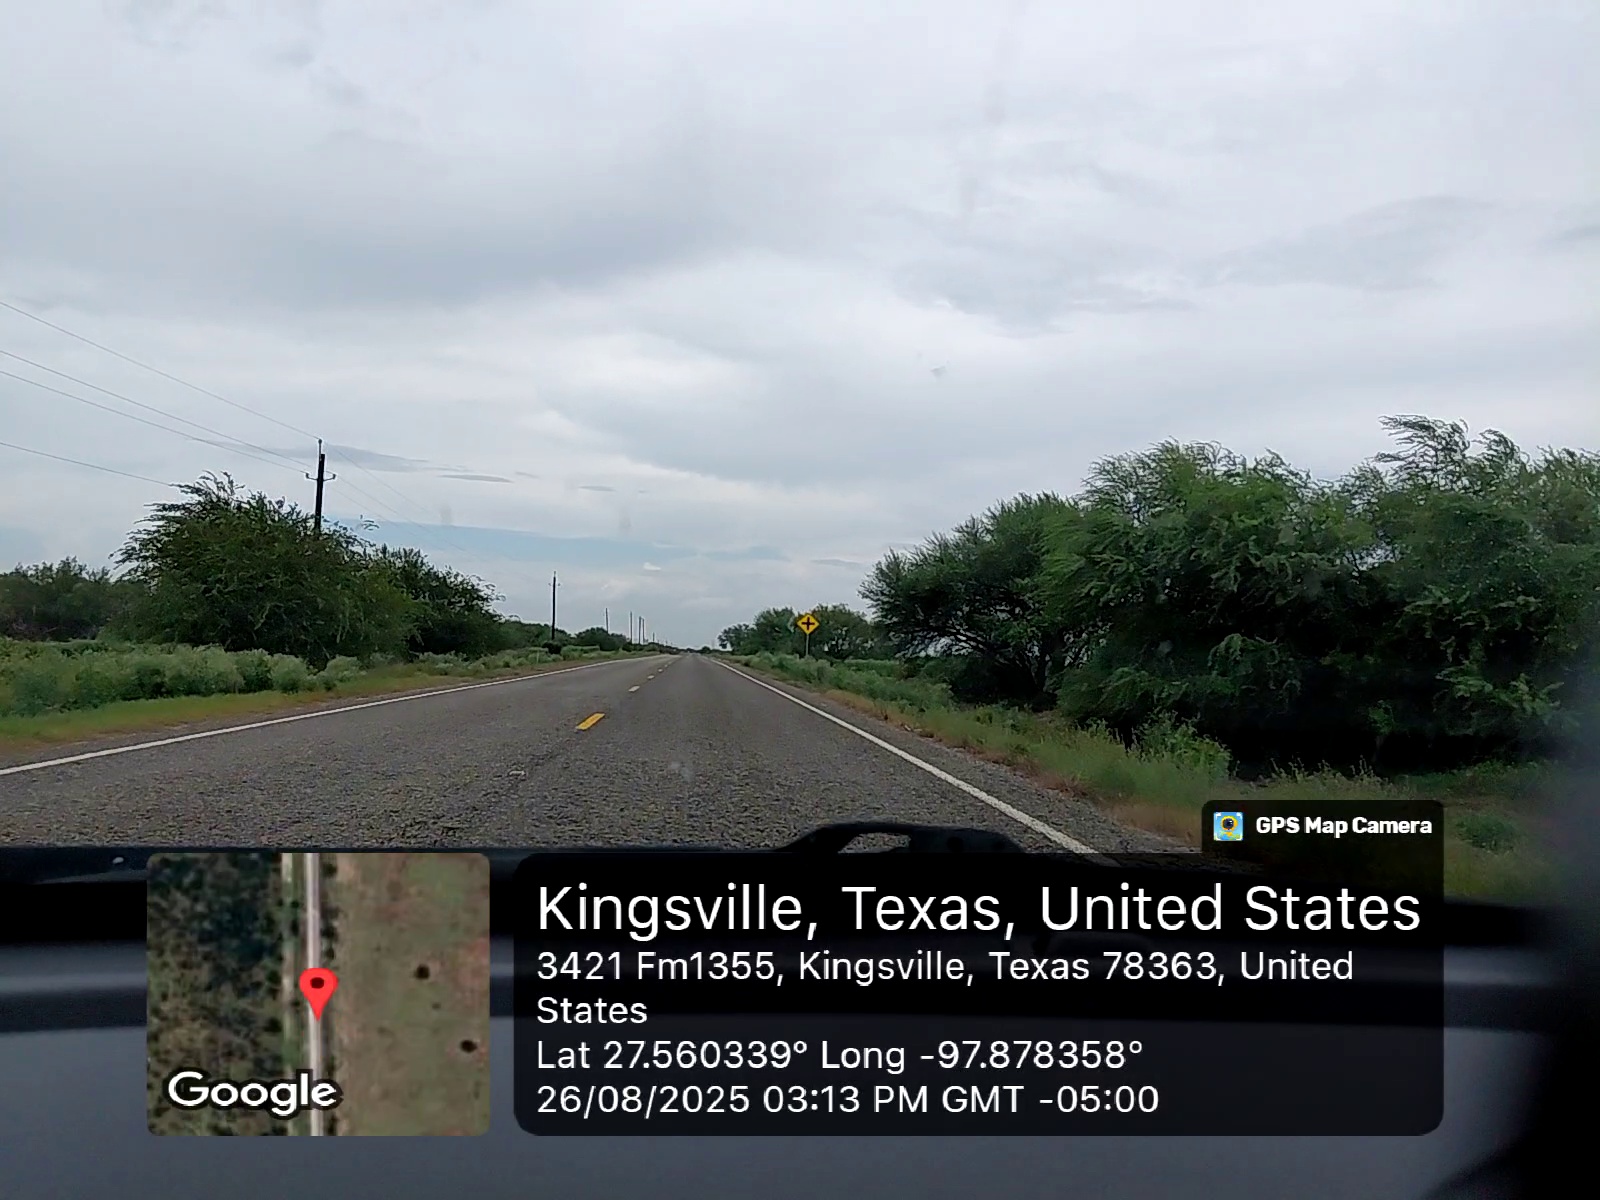 GPS Map Camera
Kingsville, Texas, United States
3421 Fm1355, Kingsville, Texas 78363, United
States
Lat 27.560339° Long -97.878358°
26/08/2025 03:13 PM GMT -05:00
Google